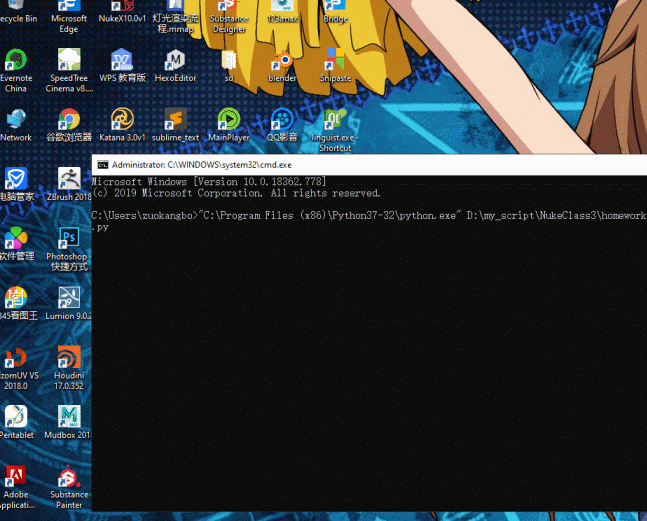 ecycle Bin
Microsoft
Edge
NukeX10.0v1
灯光渲染流
程.mmap
Substance
Designer
Bridge
Evernote
China
SpeedTree
Cinema v8....
WPS 教育版
HexoEditor
sd
blender
Snipaste
Network
谷歌浏览器
Katana 3.0v1
sublime_text
MainPlayer
QQ影音
linguist.exe -
Shortcut
电脑管家
ZBrush 2018
软件管理
Photoshop -
快捷方式
345看图王
Lumion 9.0.2
zomUV VS
2018.0
Houdini
17.0.352
Pentablet
Mudbox 201
Adobe
Applicati...
Substance
Painter
Administrator: C:\WINDOWS\system32\cmd.exe
Microsoft Windows [Version 10.0.18362.778]
(c) 2019 Microsoft Corporation. All rights reserved.
C:\Users\zuokangbo>"C:\Program Files (x86)\Python37-32\python.exe" D:\my_script\NukeClass3\homework
.py